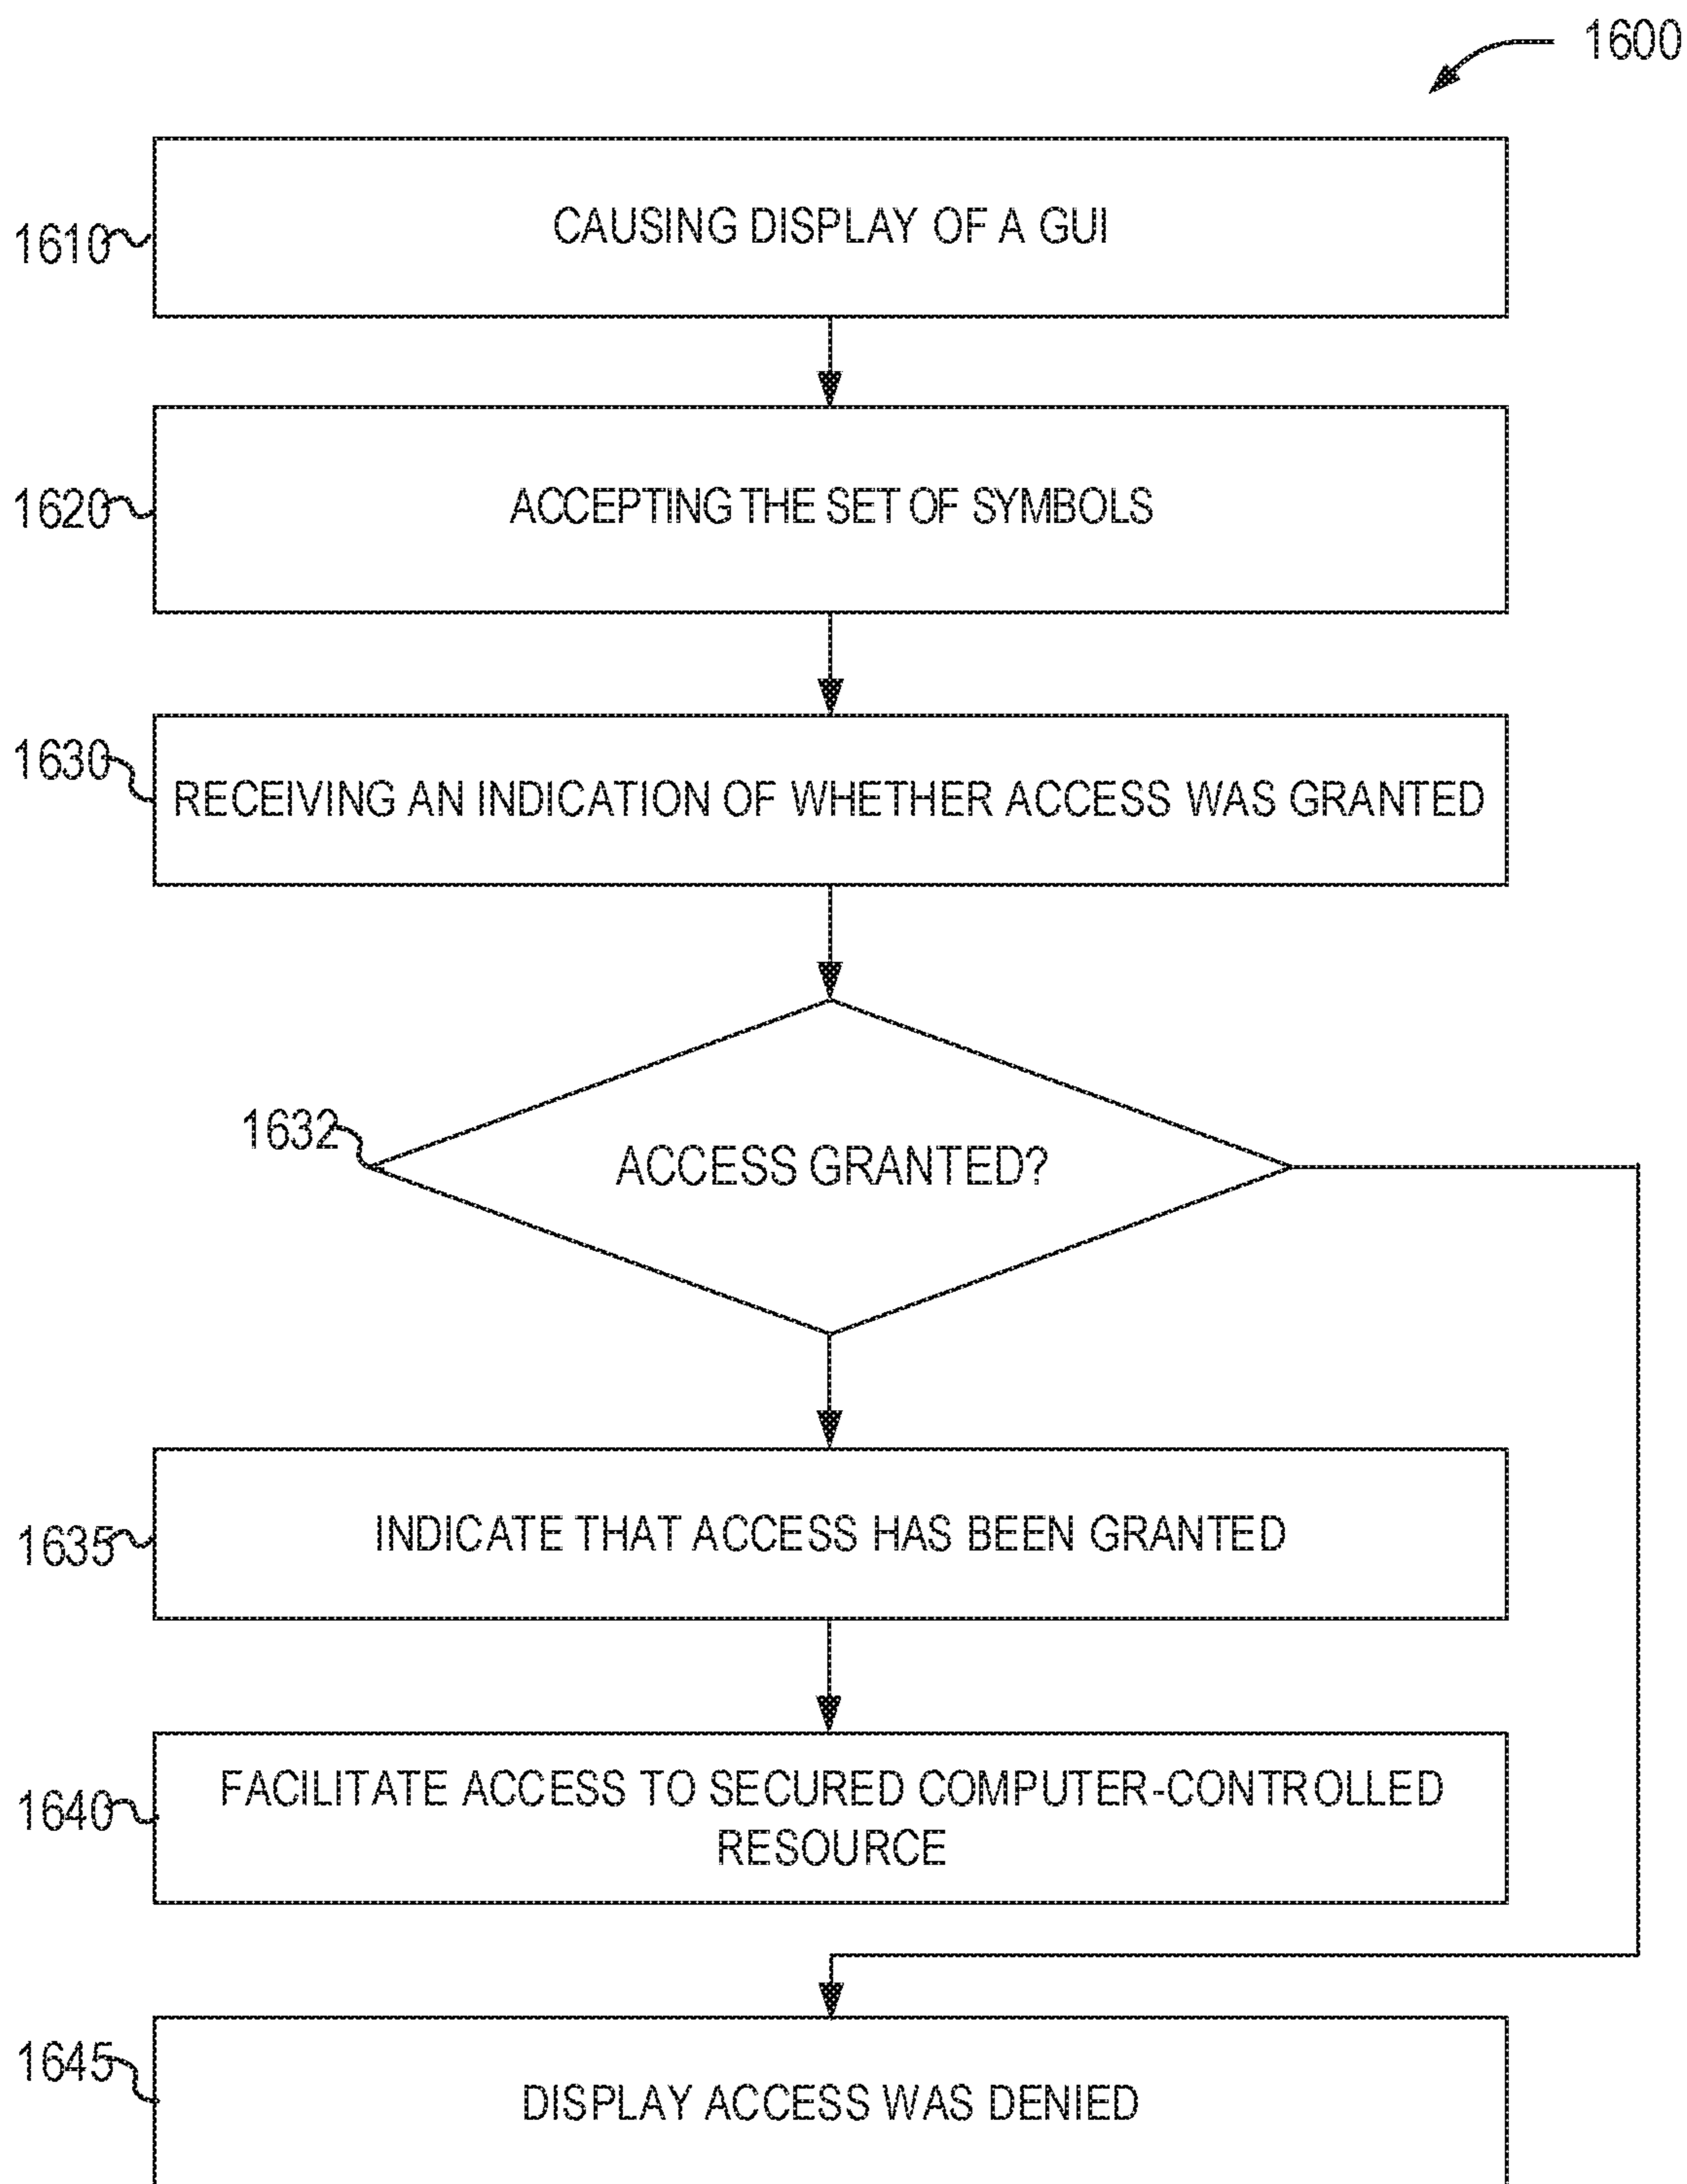 1600
1610
CAUSING DISPLAY OF A GUI
1620
ACCEPTING THE SET OF SYMBOLS
1630
RECEIVING AN INDICATION OF WHETHER ACCESS WAS GRANTED
1632
ACCESS GRANTED?
1635
INDICATE THAT ACCESS HAS BEEN GRANTED
1640
FACILITATE ACCESS TO SECURED COMPUTER-CONTROLLED
RESOURCE
1645
DISPLAY ACCESS WAS DENIED